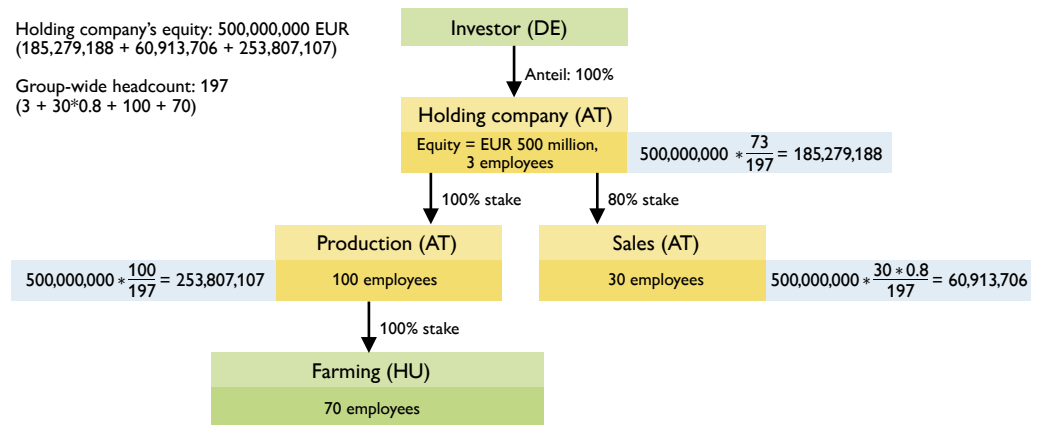 Holding company's equity: 500,000,000 EUR
(185,279,188 + 60,913,706 + 253,807,107)
Group-wide headcount: 197
(3 + 30*0.8 + 100 + 70)
Investor (DE)
Anteil: 100%
Holding company (AT)
Equity = EUR 500 million,
3 employees
500,000,000 * 73/197 = 185,279,188
100% stake
80% stake
Production (AT)
100 employees
500,000,000 * 100/197 = 253,807,107
Sales (AT)
30 employees
500,000,000 * 30 * 0.8/197 = 60,913,706
100% stake
Farming (HU)
70 employees